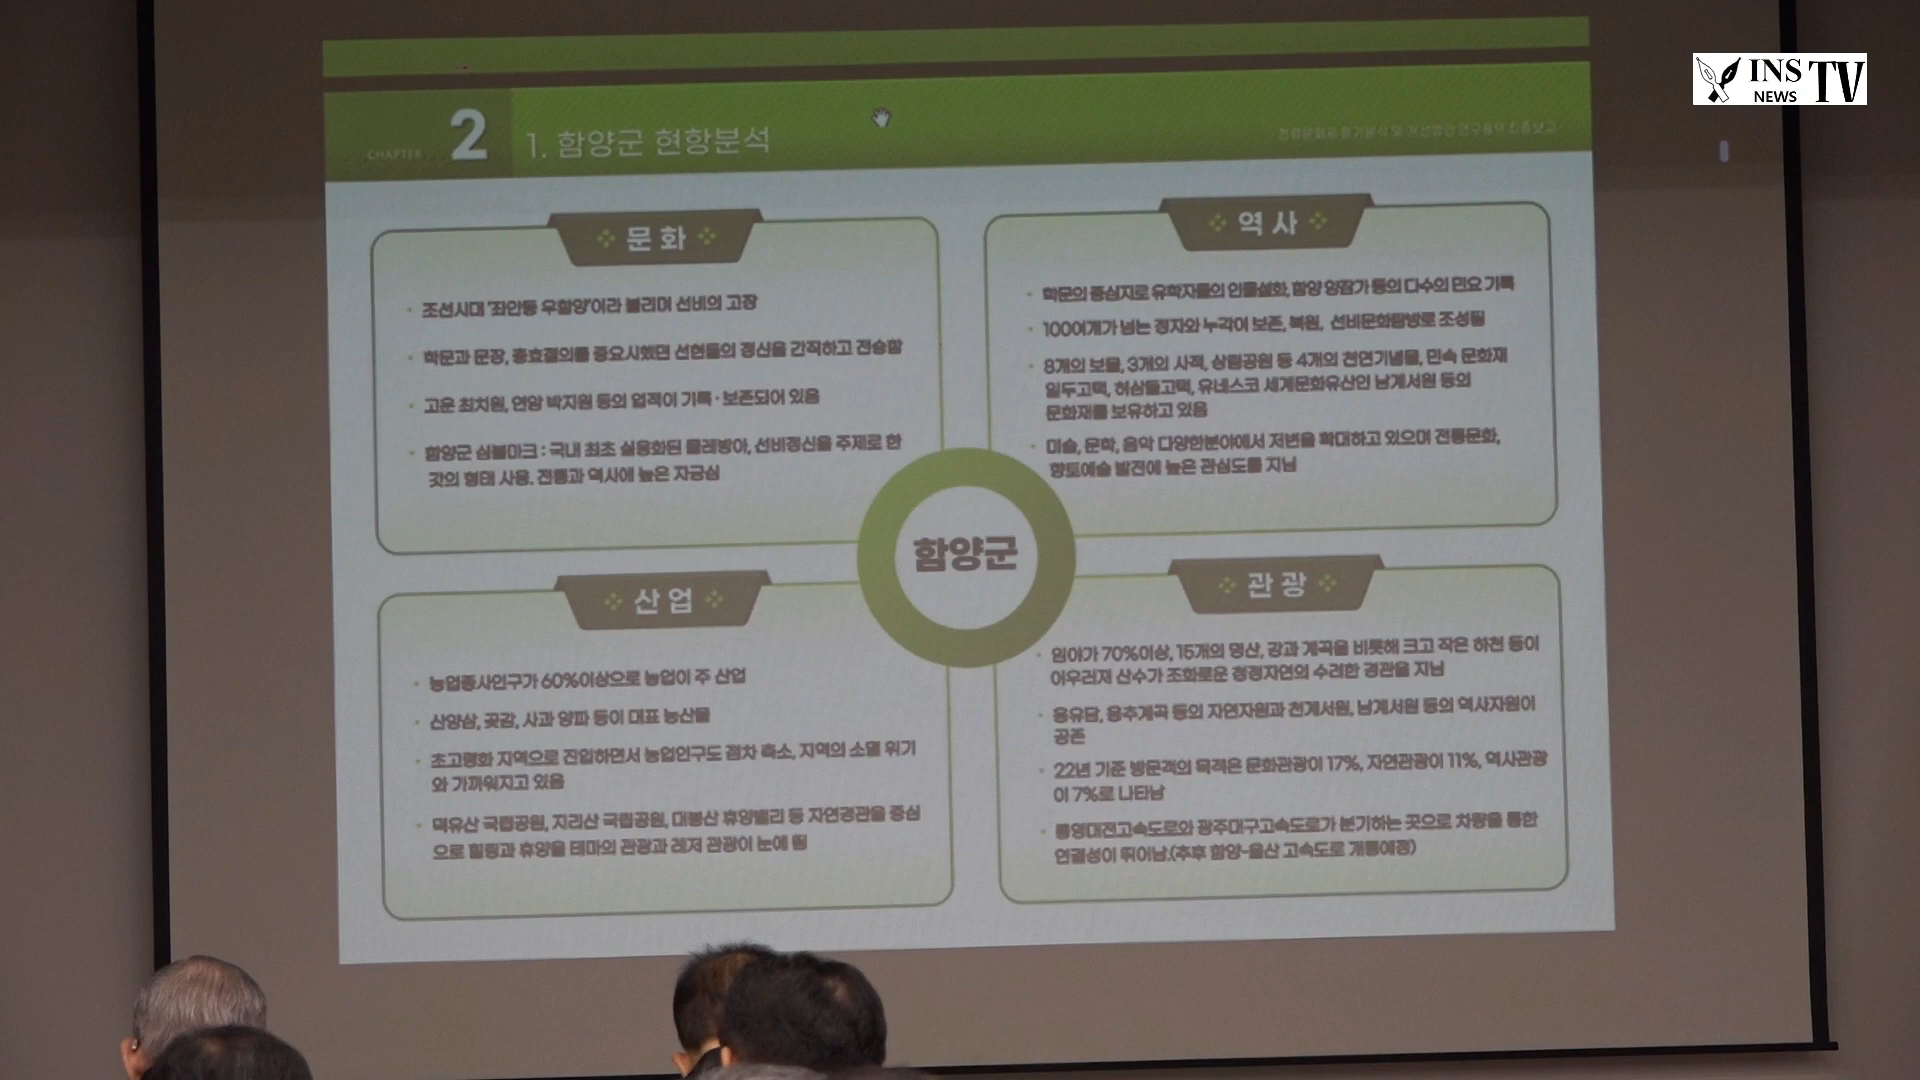 INS
NEWS TV
CHAPTER 2
1. 함양군 현항분석
문화
조선시대 '좌안동 우함양'이라 불리며 선비의 고장
학문과 문장, 충효절의를 중요시했던 선현들의 정신을 간직하고 전승함
고운 최치원, 연암 박지원 등의 업적이 기록·보존되어 있음
함양군 심볼마크 : 국내 최초 실용화된 물레방아, 선비정신을 주제로 한
갓의 형태 사용. 전통과 역사에 높은 자긍심
역사
학문의 중심지로 유학자들의 인물설화, 함양 양잠가 등의 다수의 민요 기록
100여개가 넘는 정자와 누각이 보존, 복원, 선비문화탐방로 조성됨
8개의 보물, 3개의 사적, 상림공원 등 4개의 천연기념물, 민속 문화재
일두고택, 허삼둘고택, 유네스코 세계문화유산인 남계서원 등의
문화재를 보유하고 있음
미술, 문학, 음악 다양한분야에서 저변을 확대하고 있으며 전통문화,
향토예술 발전에 높은 관심도를 지님
함양군
산업
농업종사인구가 60%이상으로 농업이 주 산업
산양삼, 곶감, 사과 양파 등이 대표 농산물
초고령화 지역으로 진입하면서 농업인구도 점차 축소, 지역의 소멸 위기
와 가까워지고 있음
덕유산 국립공원, 지리산 국립공원, 대봉산 휴양밸리 등 자연경관을 중심
으로 힐링과 휴양을 테마의 관광과 레저 관광이 눈에 띔
관광
임야가 70%이상, 15개의 명산, 강과 계곡을 비롯해 크고 작은 하천 등이
어우러져 산수가 조화로운 청정자연의 수려한 경관을 지님
용유담, 용추계곡 등의 자연자원과 천계서원, 남계서원 등의 역사자원이
공존
22년 기준 방문객의 목적은 문화관광이 17%, 자연관광이 11%, 역사관광
이 7%로 나타남
통영대전고속도로와 광주대구고속도로가 분기하는 곳으로 차량을 통한
연결성이 뛰어남.(추후 함양-울산 고속도로 개통예정)